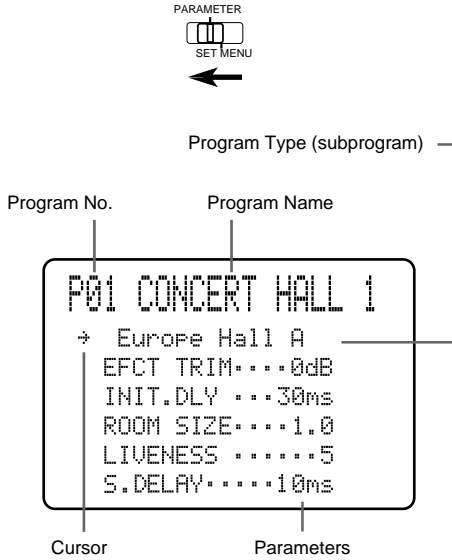 PARAMETER
SET MENU
Program Type (subprogram)
Program No.
Program Name
P01 CONCERT HALL 1
→ Europe Hall A
EFCT TRIM····0dB
INIT.DLY ···30ms
ROOM SIZE····1.0
LIVENESS ······5
S.DELAY·····10ms
Cursor
Parameters